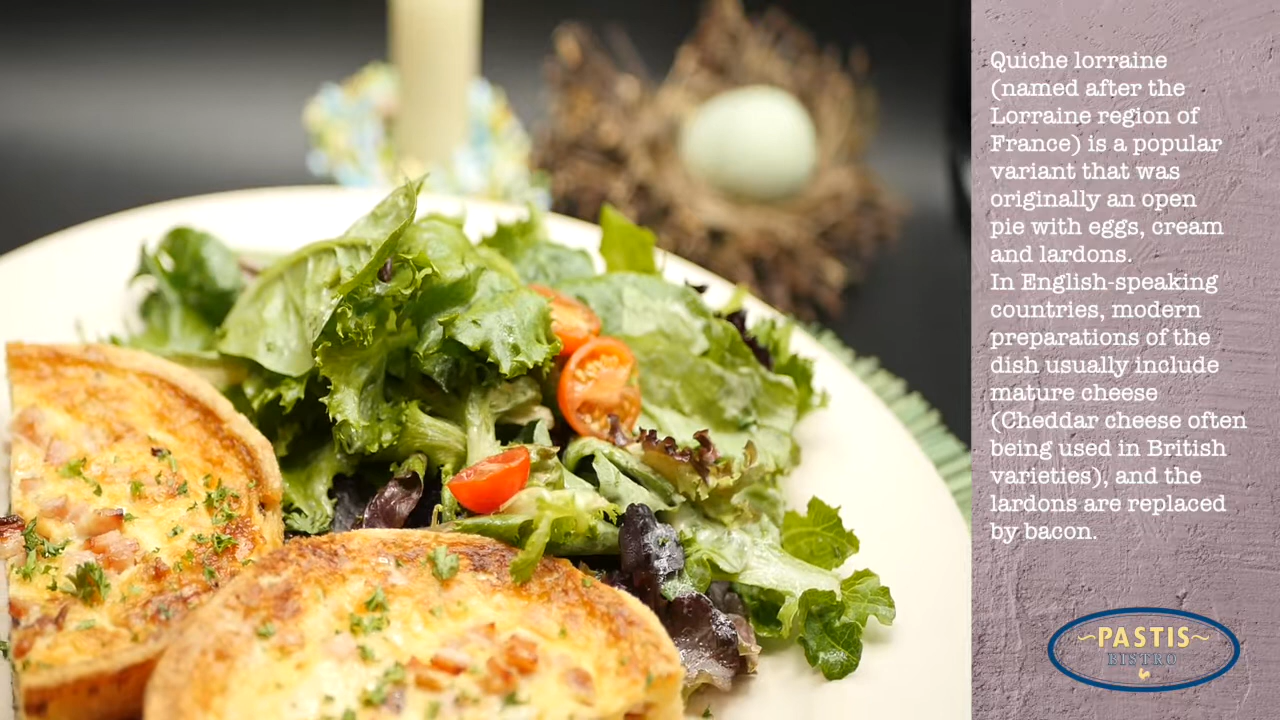 Quiche lorraine
(named after the
Lorraine region of
France) is a popular
variant that was
originally an open
pie with eggs, cream
and lardons.
In English-speaking
countries, modern
preparations of the
dish usually include
mature cheese
(Cheddar cheese often
being used in British
varieties), and the
lardons are replaced
by bacon.
~PASTIS~
BISTRO